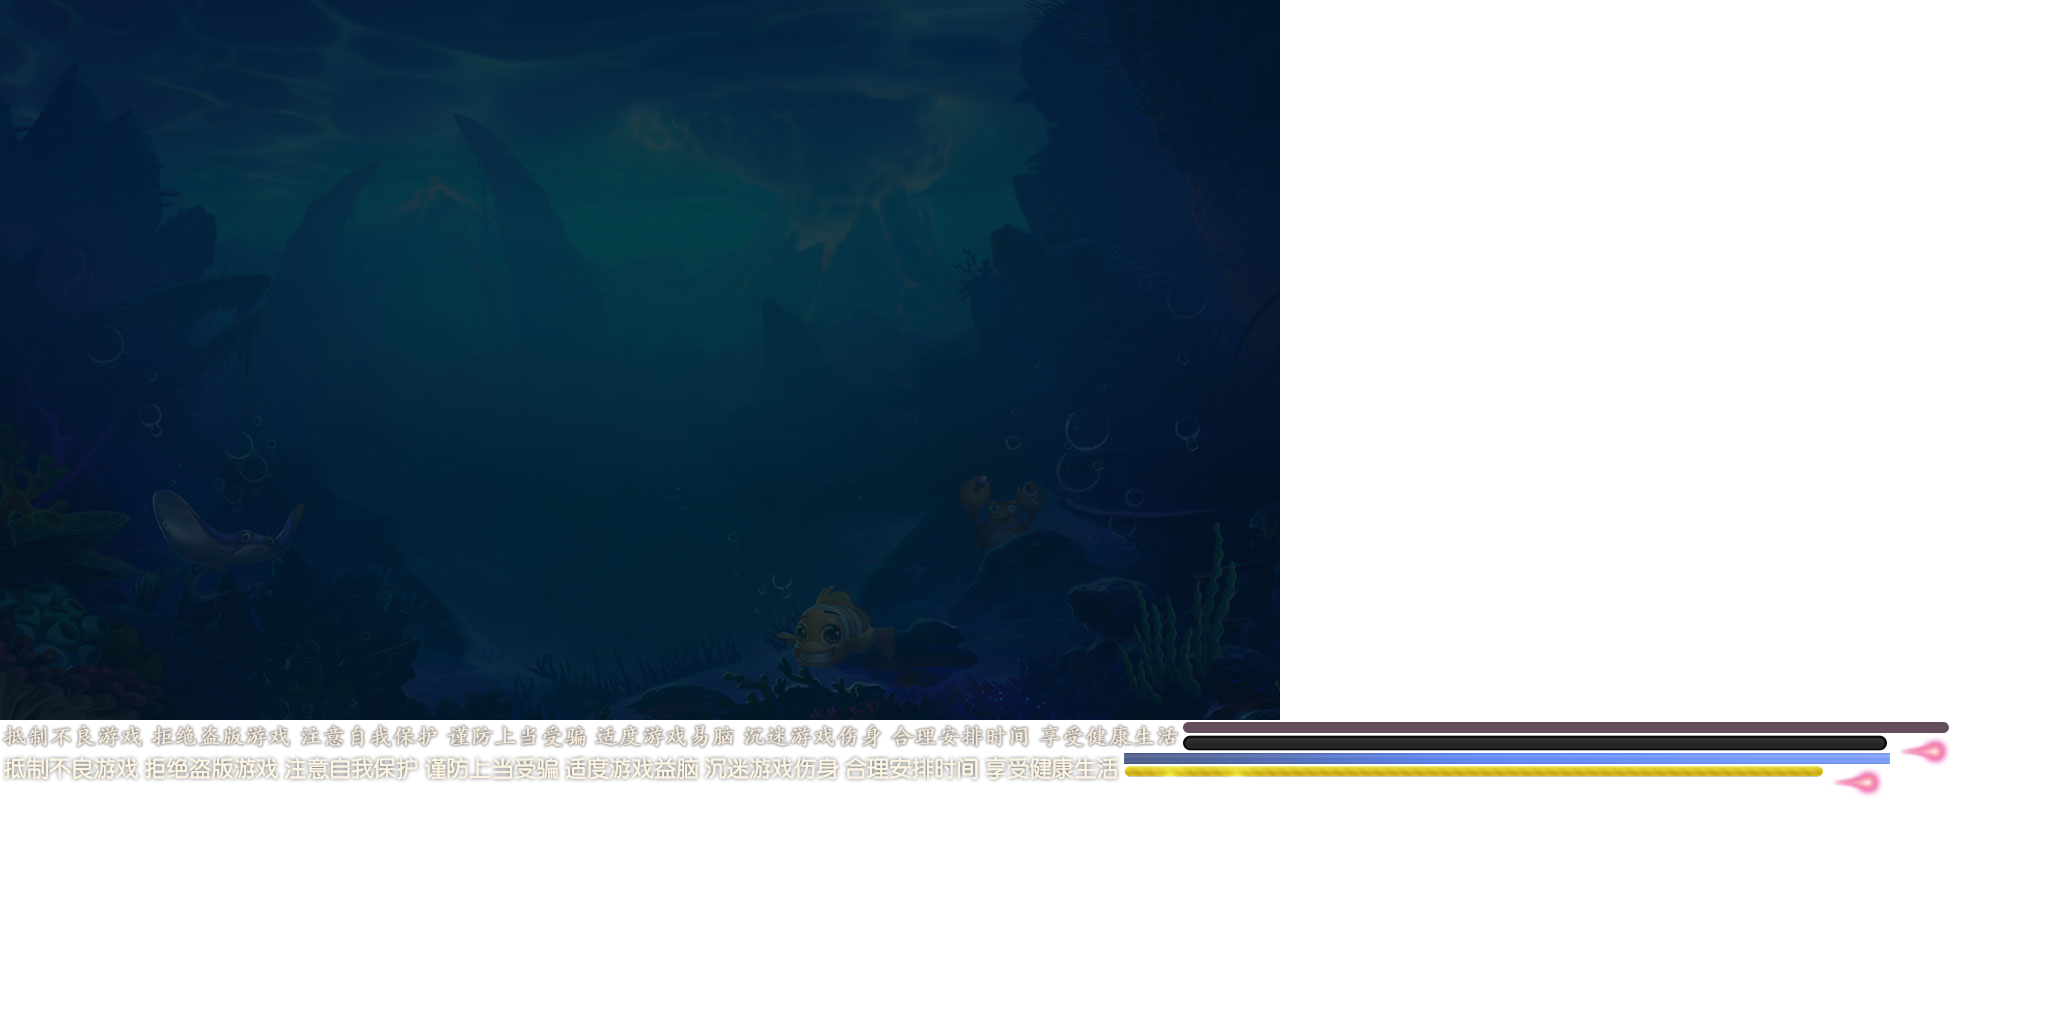 抵制不良游戏 拒绝盗版游戏 注意自我保护 谨防上当受骗 适度游戏易脑 沉迷游戏伤身 合理安排时间 享受健康生活
抵制不良游戏 拒绝盗版游戏 注意自我保护 谨防上当受骗 适度游戏益脑 沉迷游戏伤身 合理安排时间 享受健康生活